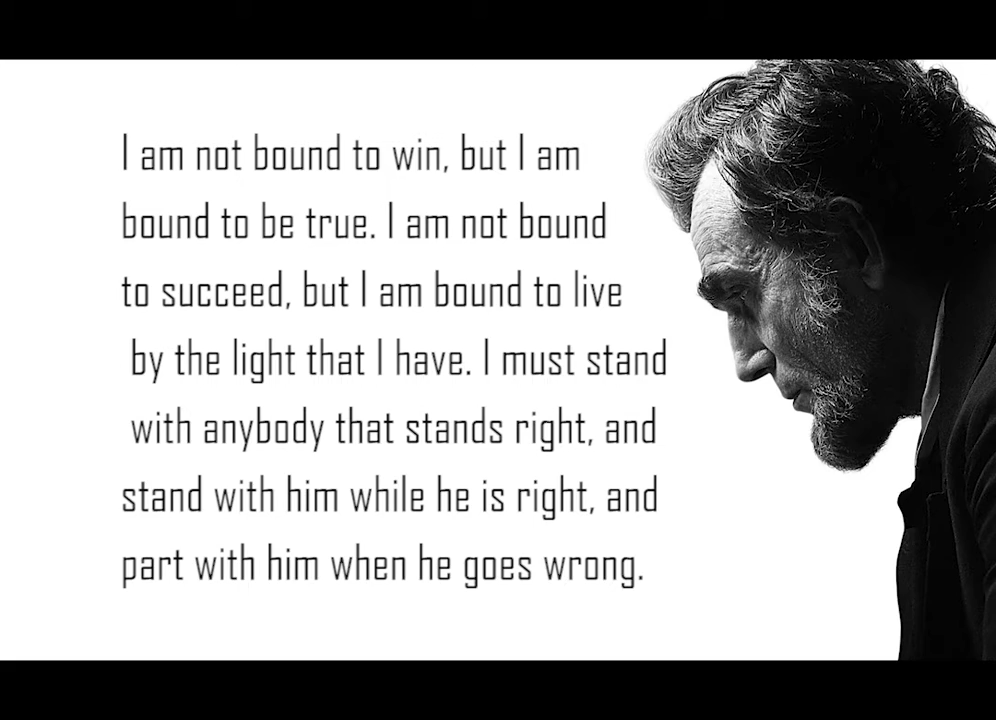 I am not bound to win, but I am
bound to be true. I am not bound
to succeed, but I am bound to live
by the light that I have. I must stand
with anybody that stands right, and
stand with him while he is right, and
part with him when he goes wrong.